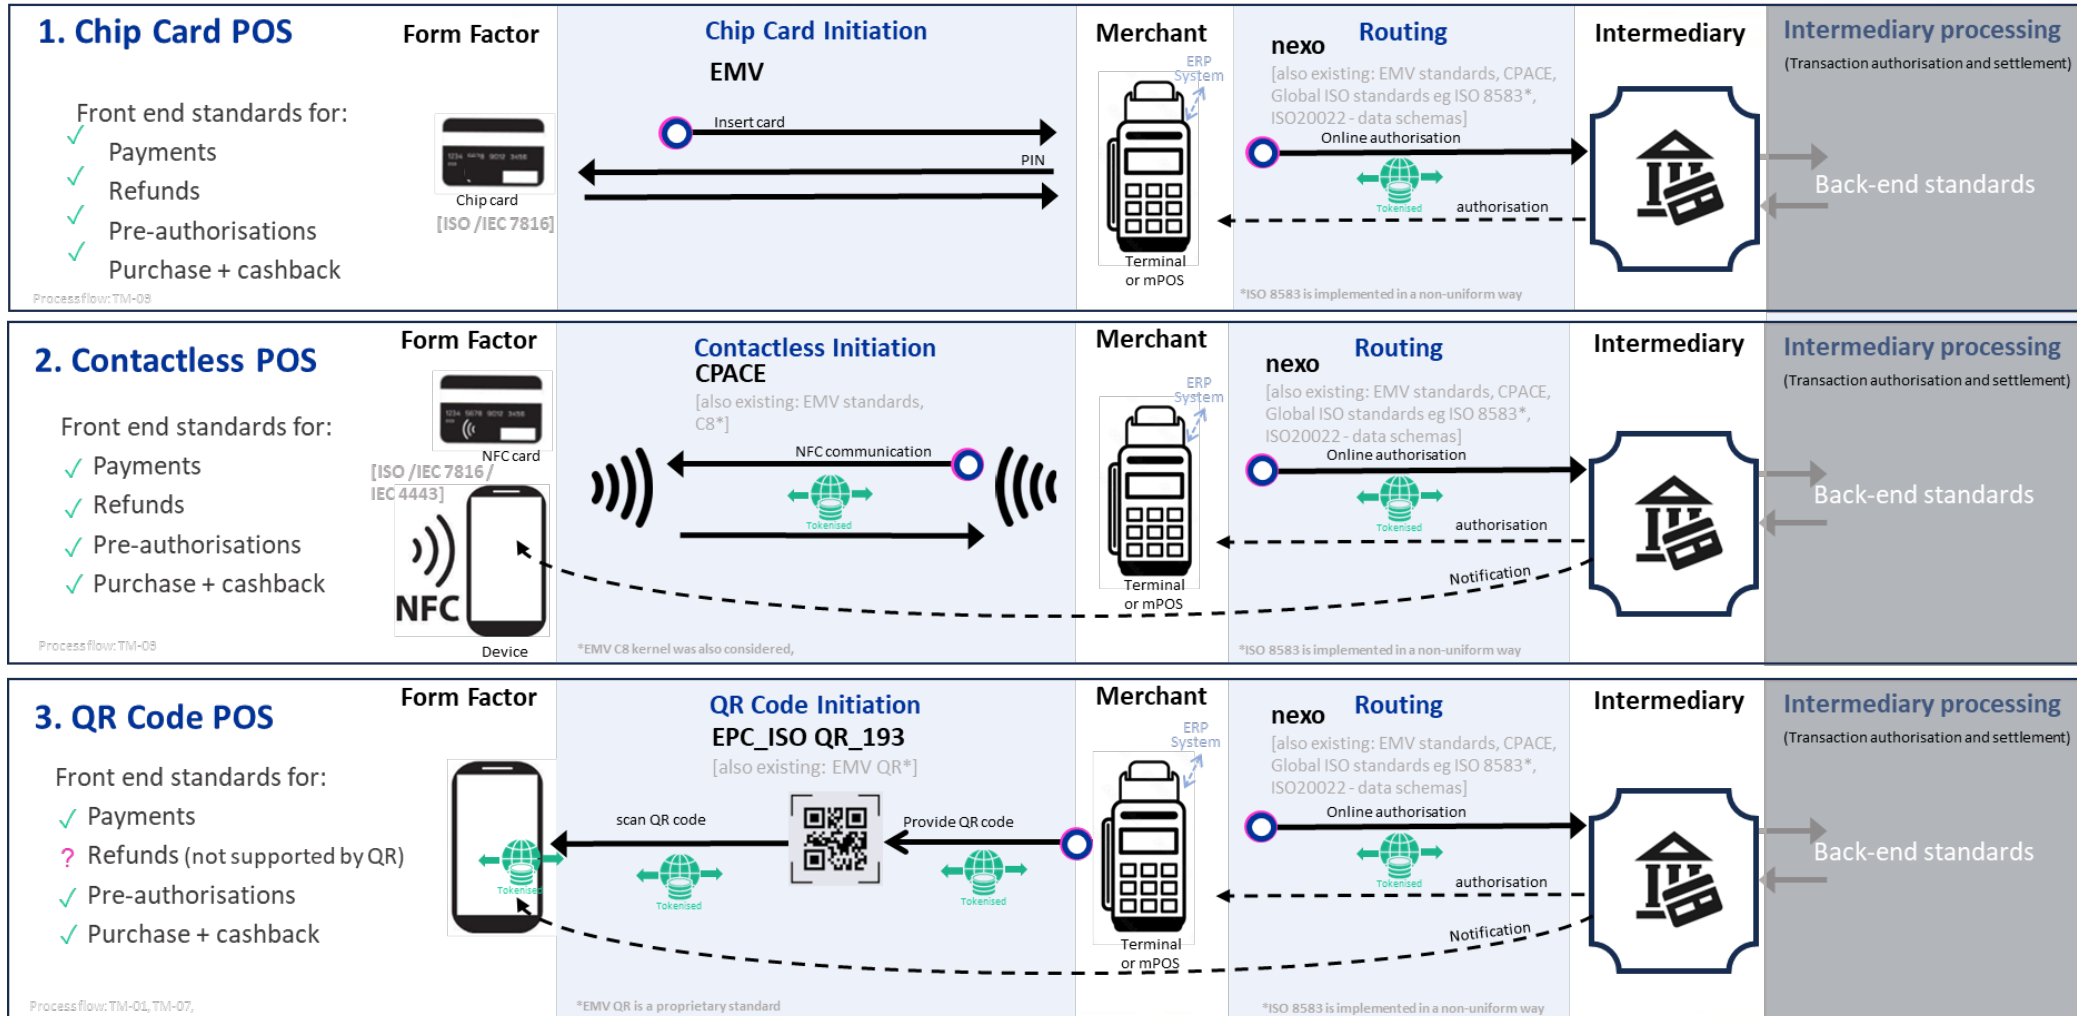 1. Chip Card POS
Form Factor
Chip Card Initiation
Merchant
Routing
Intermediary
Intermediary processing
(Transaction authorisation and settlement)
EMV
nexo
[also existing: EMV standards, CPACE,
Global ISO standards eg ISO 8583*,
ISO20022 - data schemas]
ERP
System
Front end standards for:
✓ Payments
✓ Refunds
✓ Pre-authorisations
✓ Purchase + cashback
1234 5678 9012 3456
Chip card
[ISO /IEC 7816]
Insert card
PIN
Online authorisation
Tokenised
authorisation
Back-end standards
Terminal
or mPOS
Processflow: TM-09
*ISO 8583 is implemented in a non-uniform way
2. Contactless POS
Form Factor
Contactless Initiation
Merchant
Routing
Intermediary
Intermediary processing
(Transaction authorisation and settlement)
CPACE
[also existing: EMV standards,
C8*]
nexo
[also existing: EMV standards, CPACE,
Global ISO standards eg ISO 8583*,
ISO20022 - data schemas]
ERP
System
Front end standards for:
✓ Payments
✓ Refunds
✓ Pre-authorisations
✓ Purchase + cashback
1234 5678 9012 3456
NFC card
[ISO /IEC 7816 /
IEC 4443]
NFC
Device
NFC communication
Tokenised
Online authorisation
Tokenised
authorisation
Notification
Back-end standards
Terminal
or mPOS
Processflow: TM-09
*EMV C8 kernel was also considered,
*ISO 8583 is implemented in a non-uniform way
3. QR Code POS
Form Factor
QR Code Initiation
Merchant
Routing
Intermediary
Intermediary processing
(Transaction authorisation and settlement)
EPC_ISO QR_193
[also existing: EMV QR*]
nexo
[also existing: EMV standards, CPACE,
Global ISO standards eg ISO 8583*,
ISO20022 - data schemas]
ERP
System
Front end standards for:
✓ Payments
? Refunds (not supported by QR)
✓ Pre-authorisations
✓ Purchase + cashback
Tokenised
scan QR code
Tokenised
Provide QR code
Tokenised
Online authorisation
Tokenised
authorisation
Notification
Back-end standards
Terminal
or mPOS
Processflow: TM-01, TM-07,
*EMV QR is a proprietary standard
*ISO 8583 is implemented in a non-uniform way